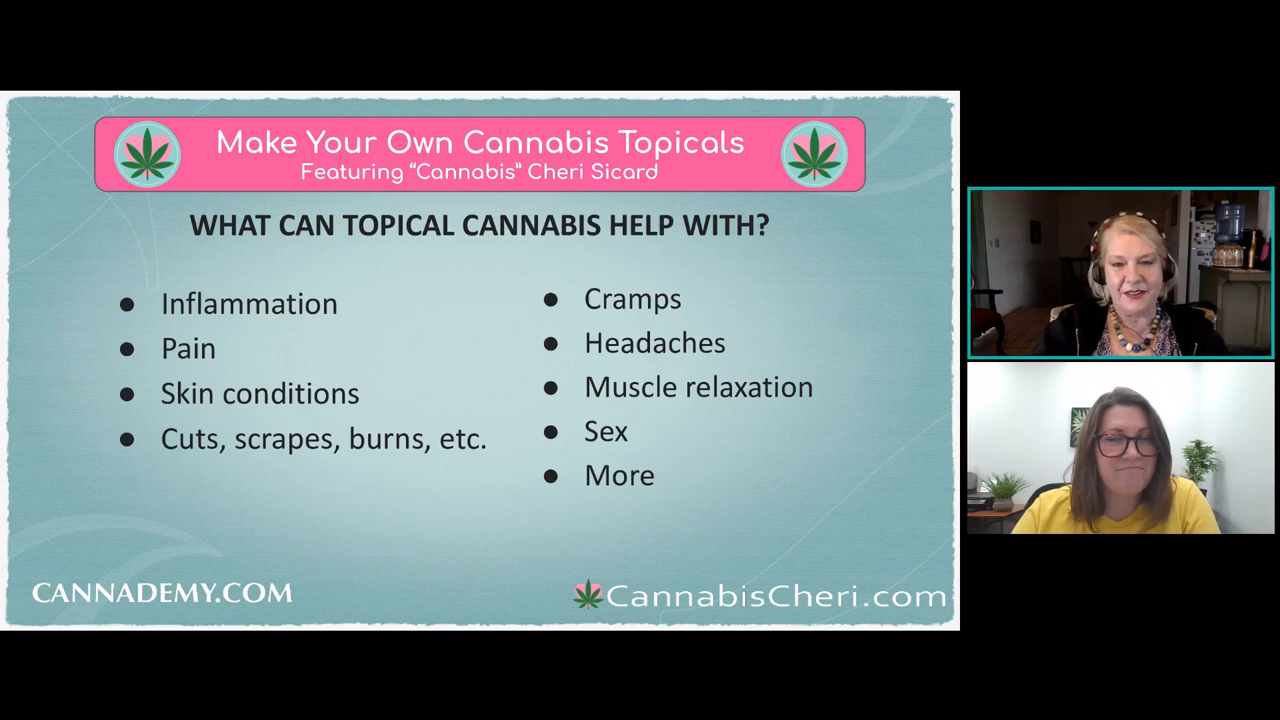 Make Your Own Cannabis Topicals
Featuring “Cannabis” Cheri Sicard
WHAT CAN TOPICAL CANNABIS HELP WITH?
● Inflammation
● Pain
● Skin conditions
● Cuts, scrapes, burns, etc.
● Cramps
● Headaches
● Muscle relaxation
● Sex
● More
CANNADEMY.COM
CannabisCheri.com